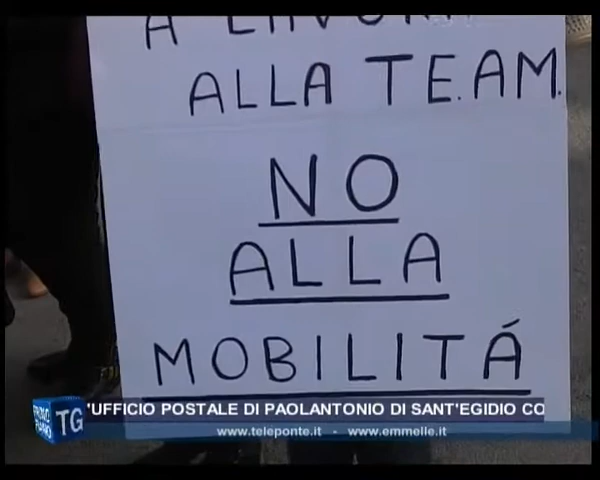 ALLA TE.AM.
NO
ALLA
MOBILITÁ
TG
'UFFICIO POSTALE DI PAOLANTONIO DI SANT'EGIDIO CO
www.teleponte.it - www.emmelle.it